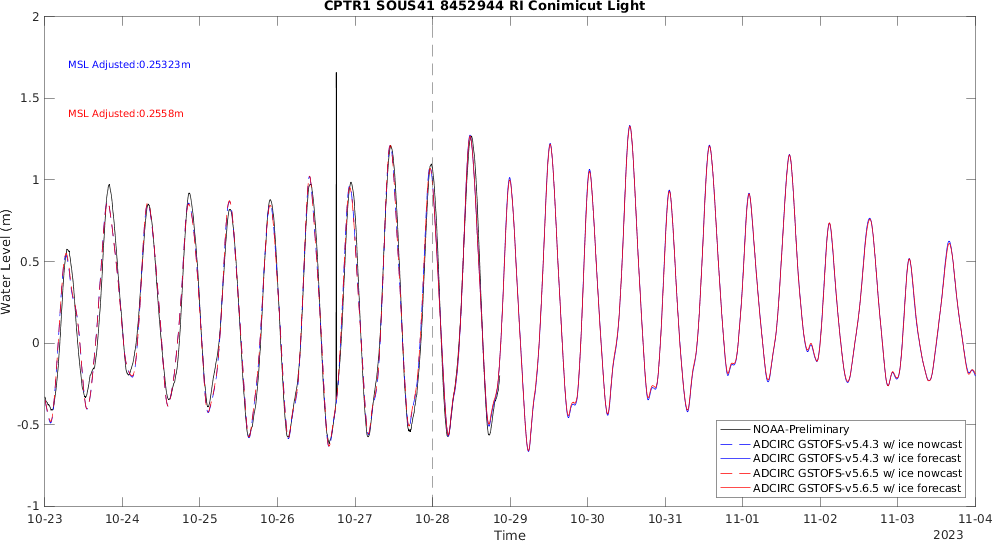 CPTR1 SOUS41 8452944 RI Conimicut Light
2
MSL Adjusted:0.25323m
1.5
MSL Adjusted:0.2558m
1
0.5
Water Level (m)
0
-0.5
-1
NOAA-Preliminary
ADCIRC GSTOFS-v5.4.3 w/ ice nowcast
ADCIRC GSTOFS-v5.4.3 w/ ice forecast
ADCIRC GSTOFS-v5.6.5 w/ ice nowcast
ADCIRC GSTOFS-v5.6.5 w/ ice forecast
10-23 10-24 10-25 10-26 10-27 10-28 10-29 10-30 10-31 11-01 11-02 11-03 11-04
Time
2023